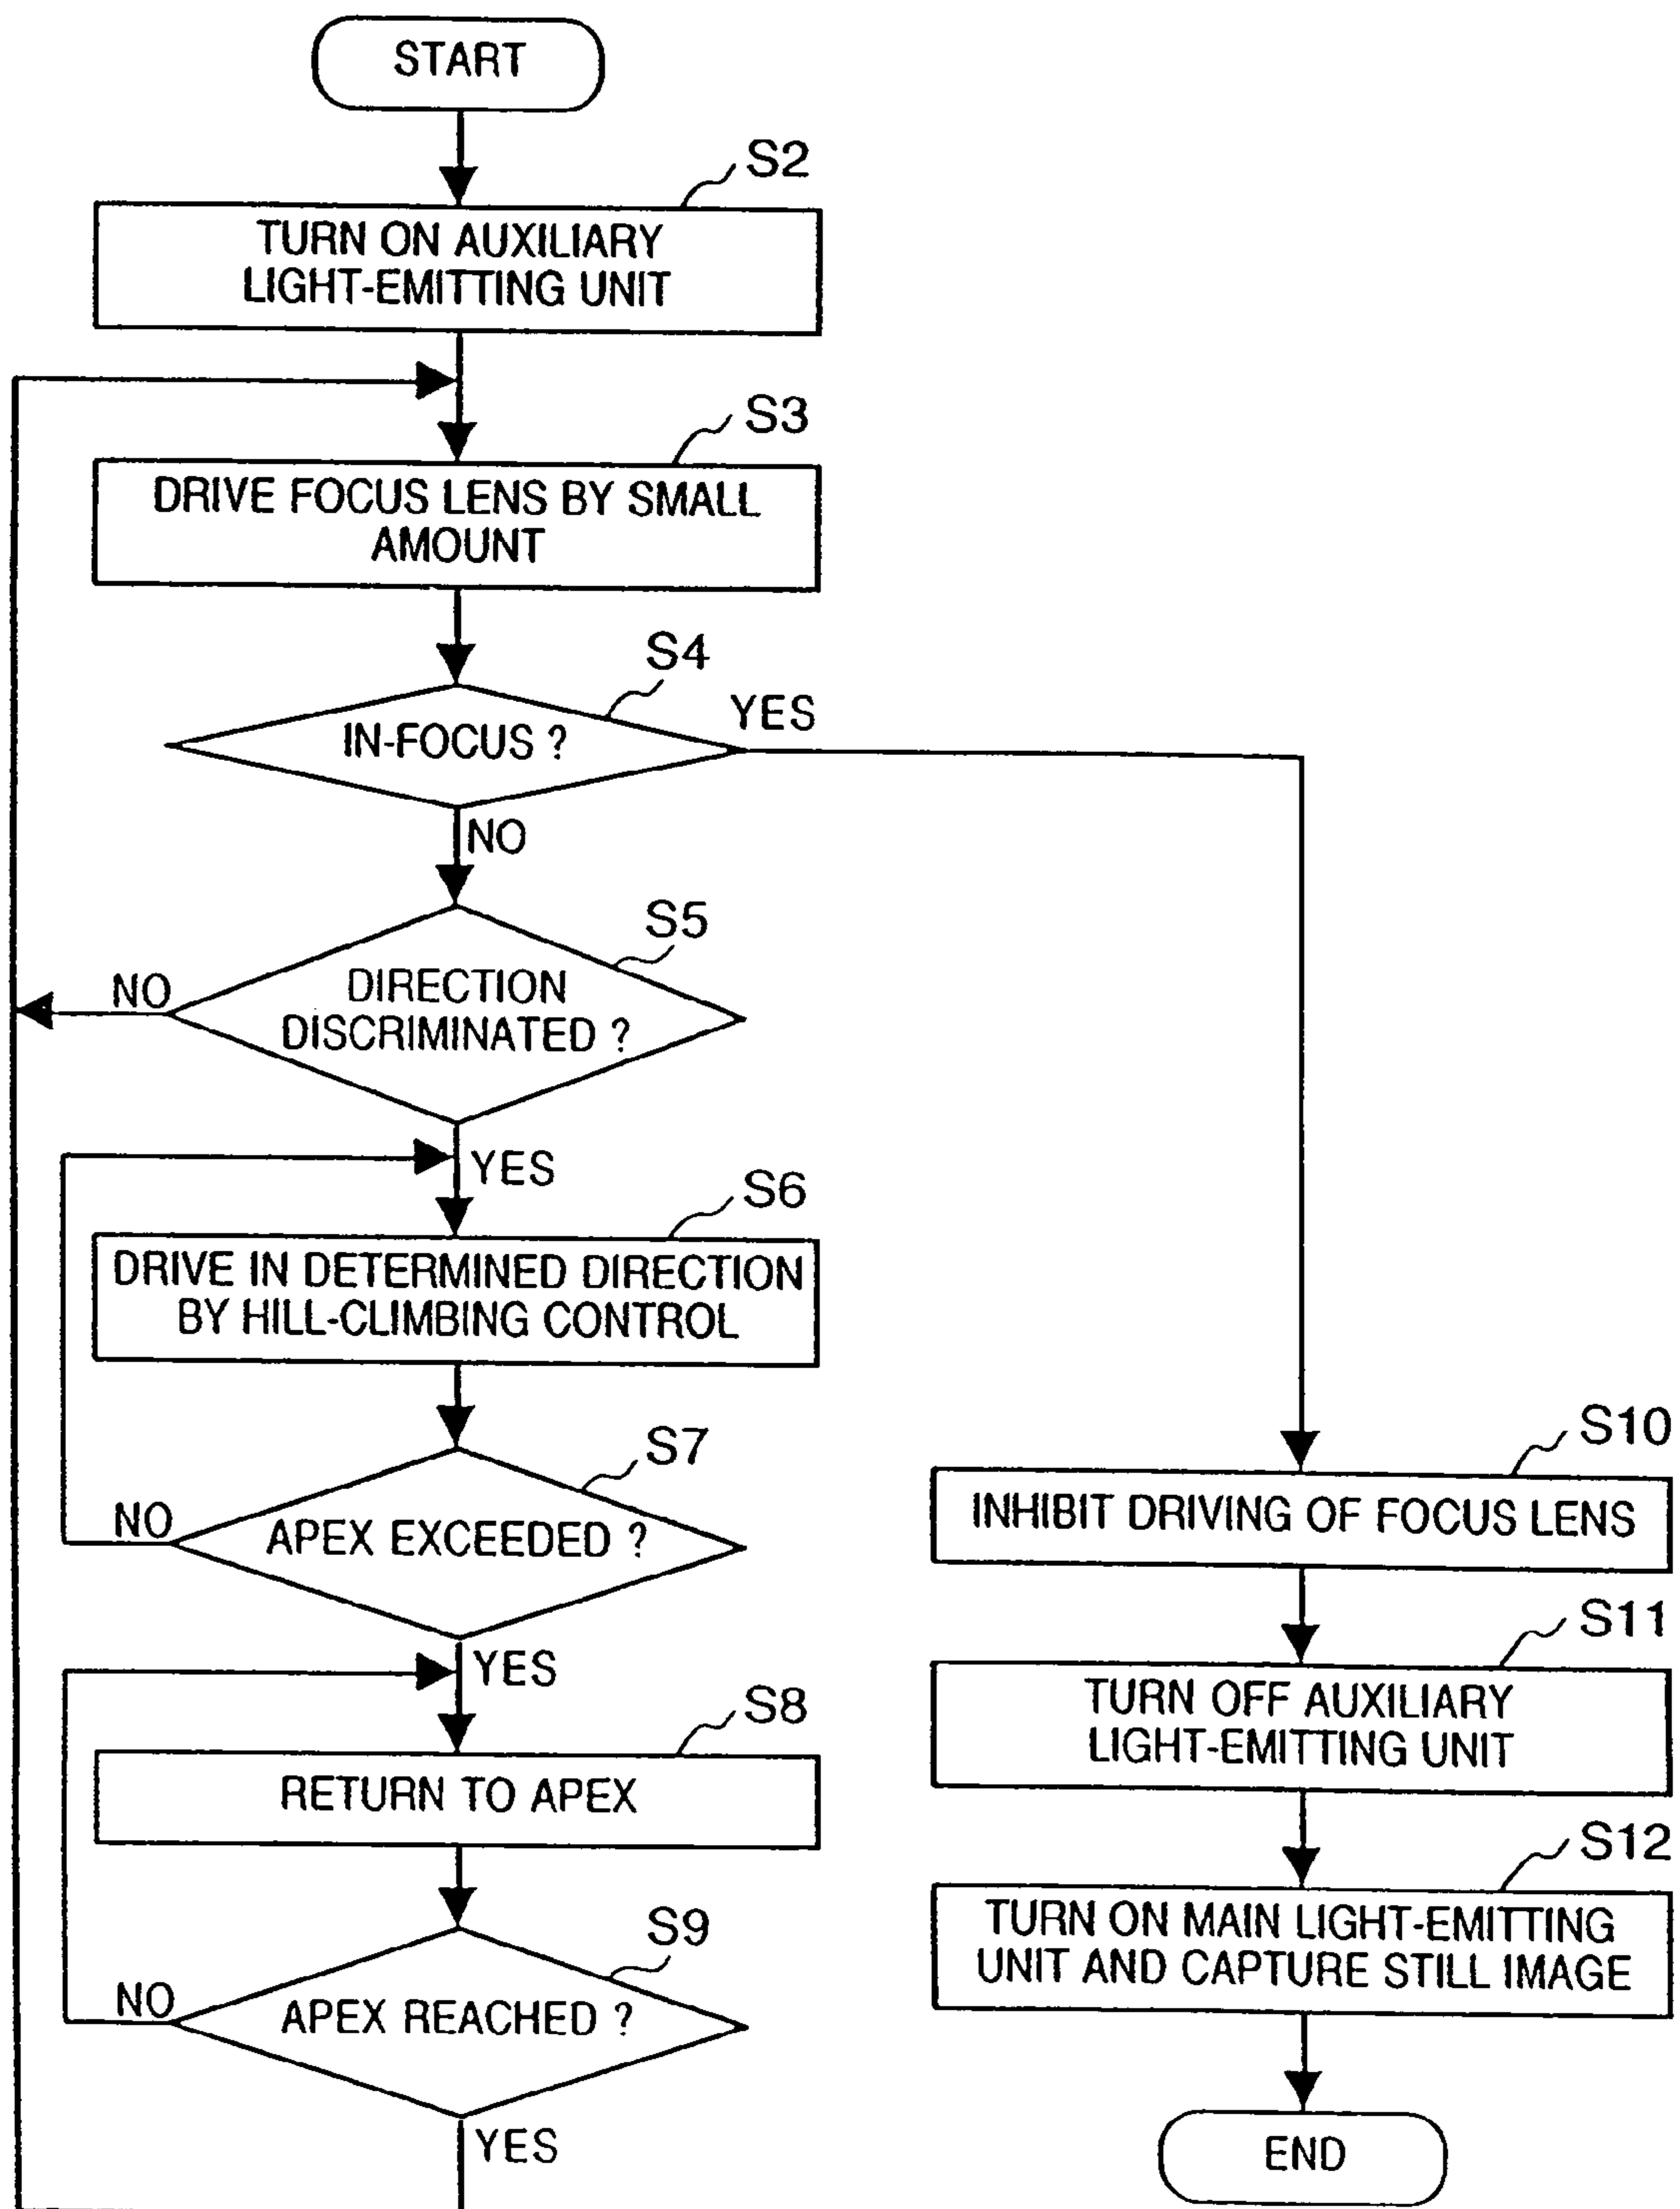 START
S2
TURN ON AUXILIARY
LIGHT-EMITTING UNIT
S3
DRIVE FOCUS LENS BY SMALL
AMOUNT
S4
IN-FOCUS ?
YES
NO
S5
DIRECTION
DISCRIMINATED ?
NO
YES
S6
DRIVE IN DETERMINED DIRECTION
BY HILL-CLIMBING CONTROL
S7
APEX EXCEEDED ?
NO
YES
S8
RETURN TO APEX
S9
APEX REACHED ?
NO
YES
S10
INHIBIT DRIVING OF FOCUS LENS
S11
TURN OFF AUXILIARY
LIGHT-EMITTING UNIT
S12
TURN ON MAIN LIGHT-EMITTING
UNIT AND CAPTURE STILL IMAGE
END